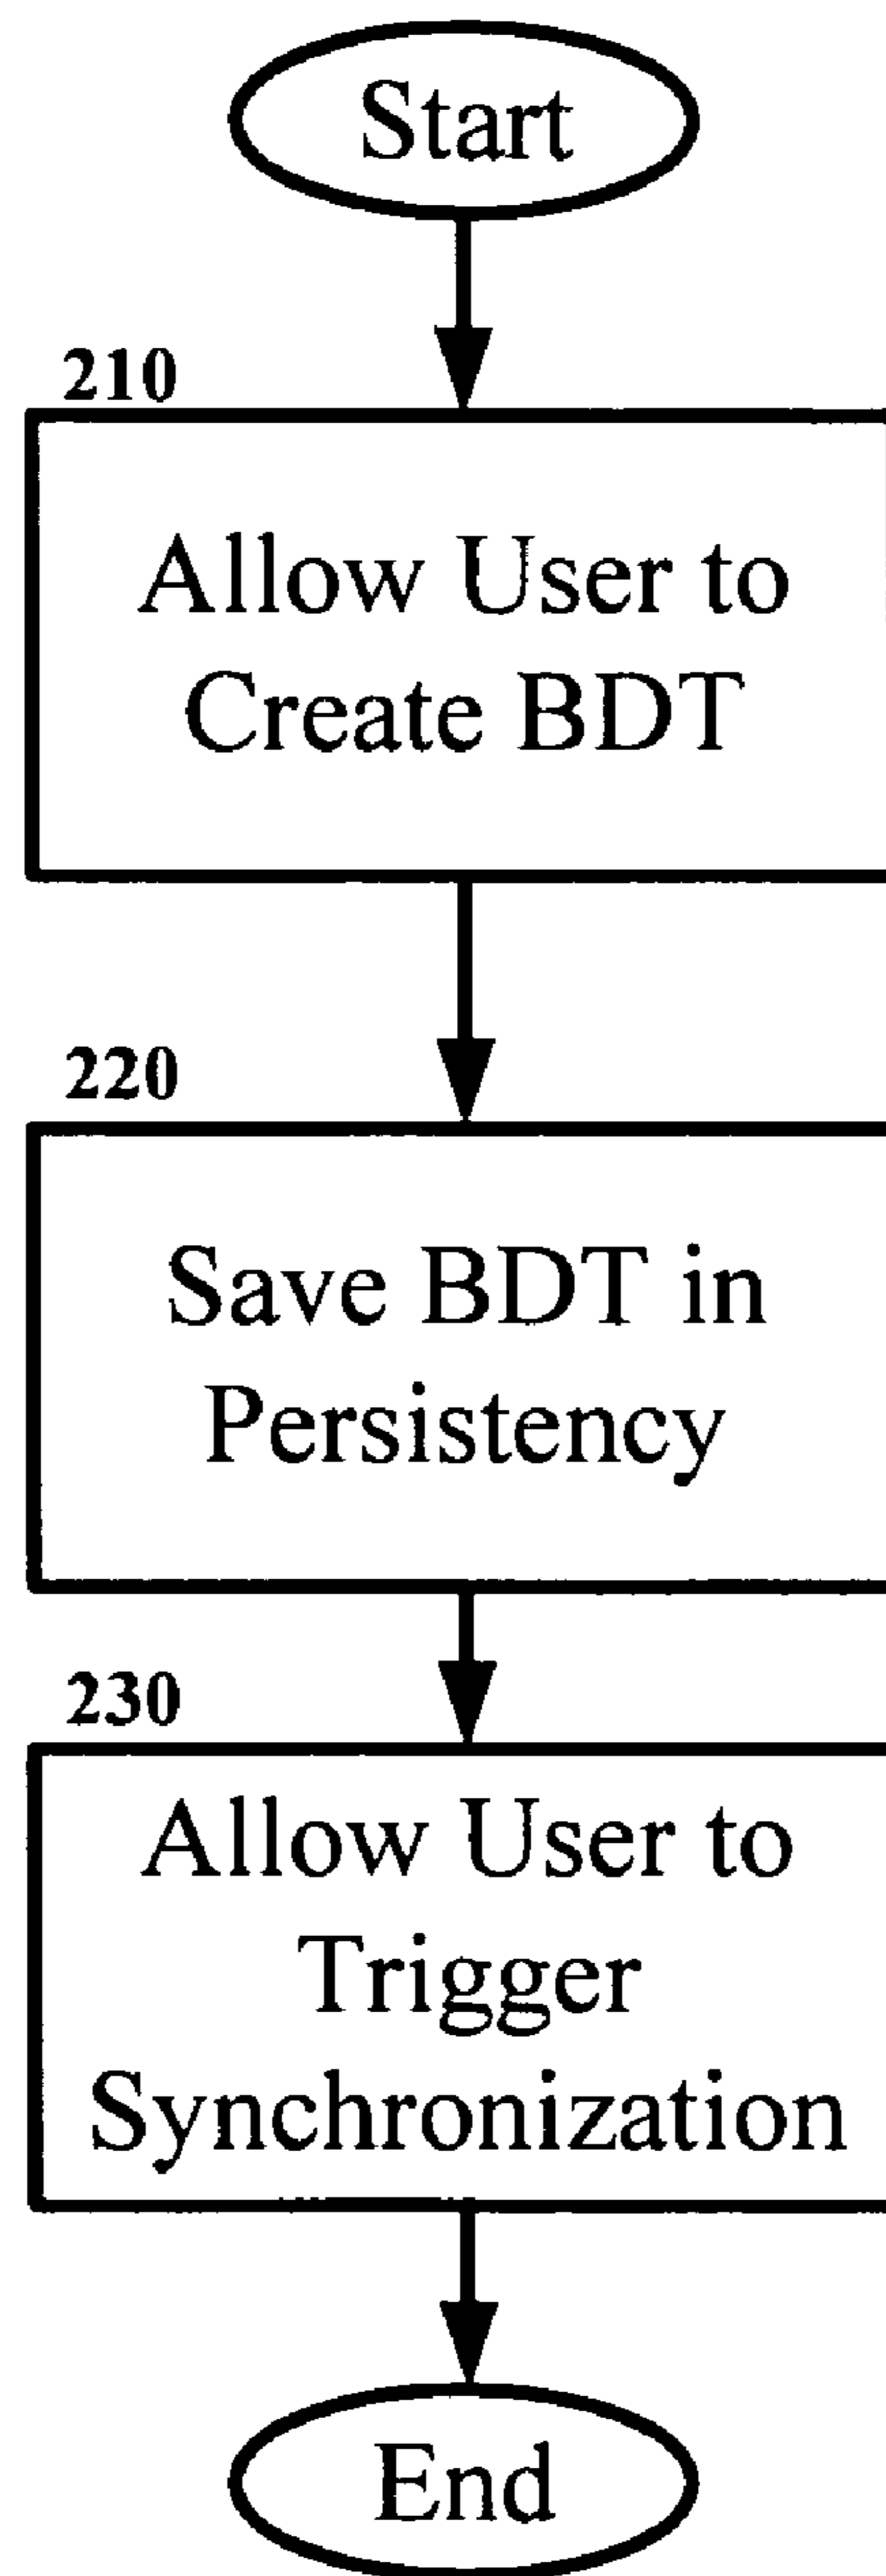 Start
210
Allow User to
Create BDT
220
Save BDT in
Persistency
230
Allow User to
Trigger
Synchronization
End